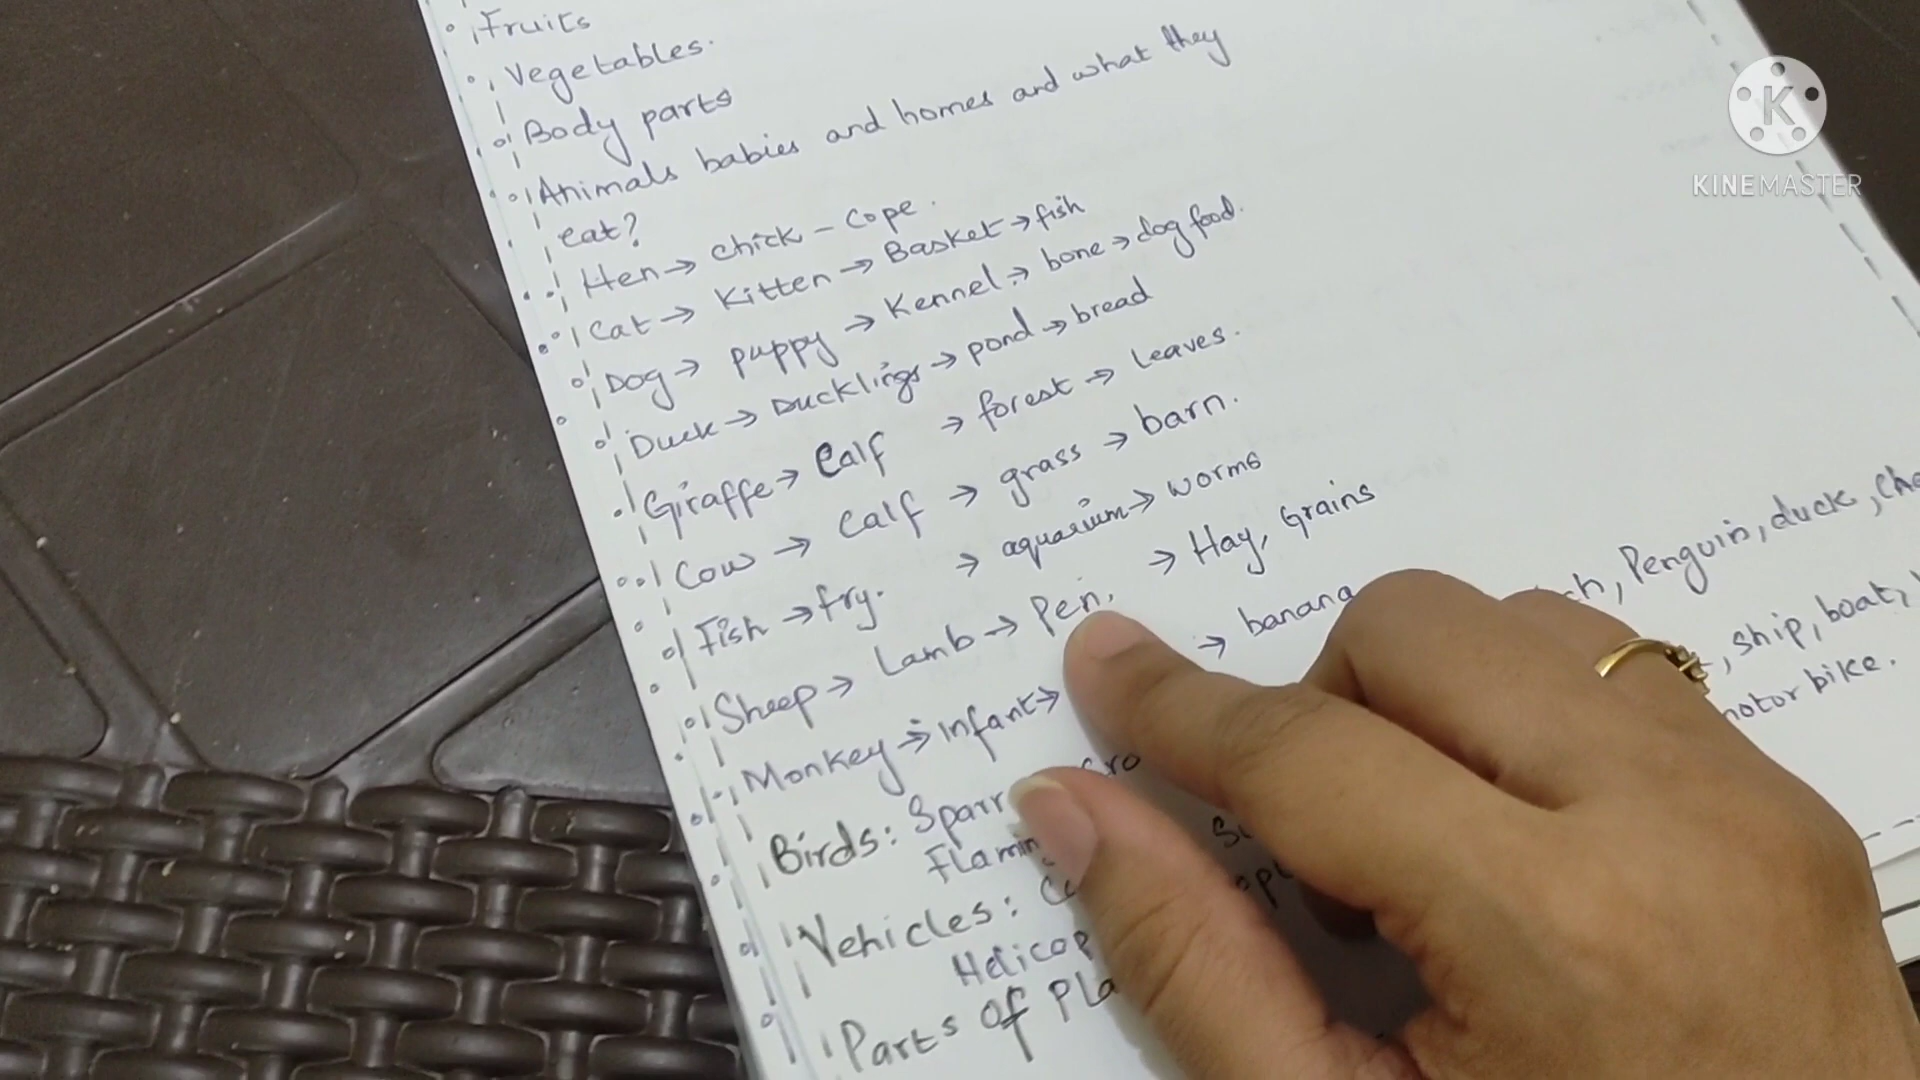 Fruits
Vegetables.
Body parts
Animals babies and homes and what they
eat?
Hen → chick - Cope.
Cat → Kitten → Basket → fish
Dog → puppy → Kennel → bone → dog food.
Duck → Ducklings → pond → bread
Giraffe → Calf → forest → leaves.
Cow → Calf → grass → barn.
Fish → fry. → aquarium → worms
Sheep → Lamb → Pen, → Hay, Grains
Monkey → infant → → banana
Birds: Penguin, duck,
Vehicles: ship, boat,
motor bike.
Parts of
KINEMASTER